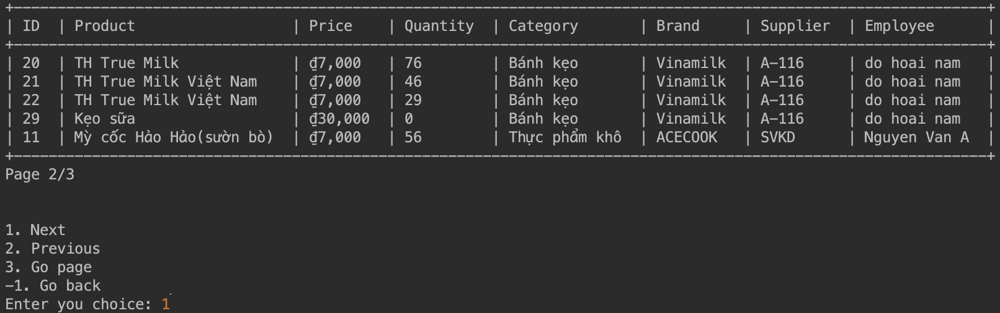 | ID | Product | Price | Quantity | Category | Brand | Supplier | Employee |
| 20 | TH True Milk | ₫7,000 | 76 | Bánh kẹo | Vinamilk | A-116 | do hoai nam |
| 21 | TH True Milk Việt Nam | ₫7,000 | 46 | Bánh kẹo | Vinamilk | A-116 | do hoai nam |
| 22 | TH True Milk Việt Nam | ₫7,000 | 29 | Bánh kẹo | Vinamilk | A-116 | do hoai nam |
| 29 | Kẹo sữa | ₫30,000 | 0 | Bánh kẹo | Vinamilk | A-116 | do hoai nam |
| 11 | Mỳ cốc Hảo Hảo(sườn bò) | ₫7,000 | 56 | Thực phẩm khô | ACECOOK | SVKD | Nguyen Van A |
Page 2/3
1. Next
2. Previous
3. Go page
-1. Go back
Enter you choice: 1